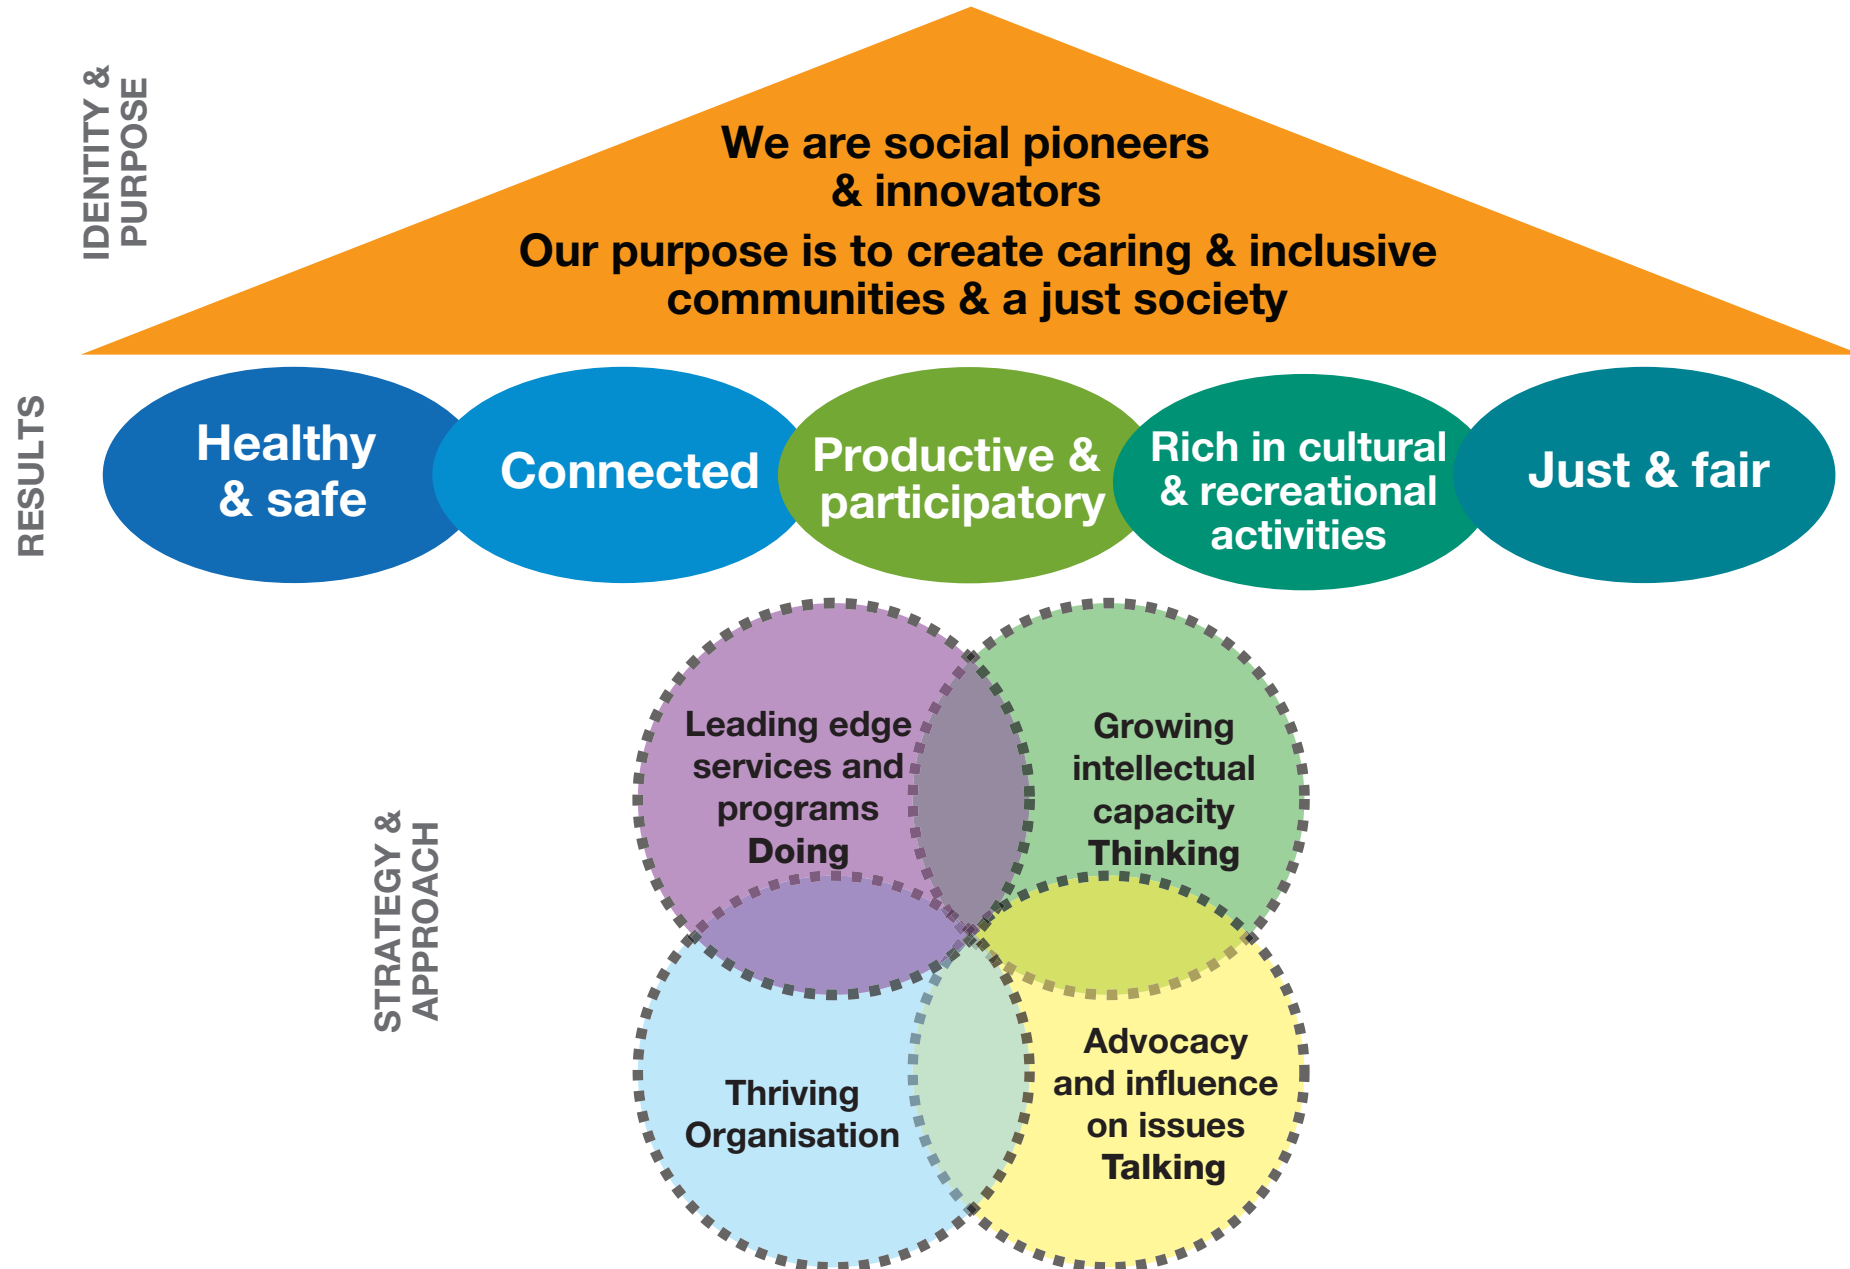 IDENTITY &
PURPOSE
We are social pioneers
& innovators
Our purpose is to create caring & inclusive
communities & a just society
RESULTS
Healthy
& safe
Connected
Productive &
participatory
Rich in cultural
& recreational
activities
Just & fair
STRATEGY &
APPROACH
Leading edge
services and
programs
Doing
Growing
intellectual
capacity
Thinking
Thriving
Organisation
Advocacy
and influence
on issues
Talking